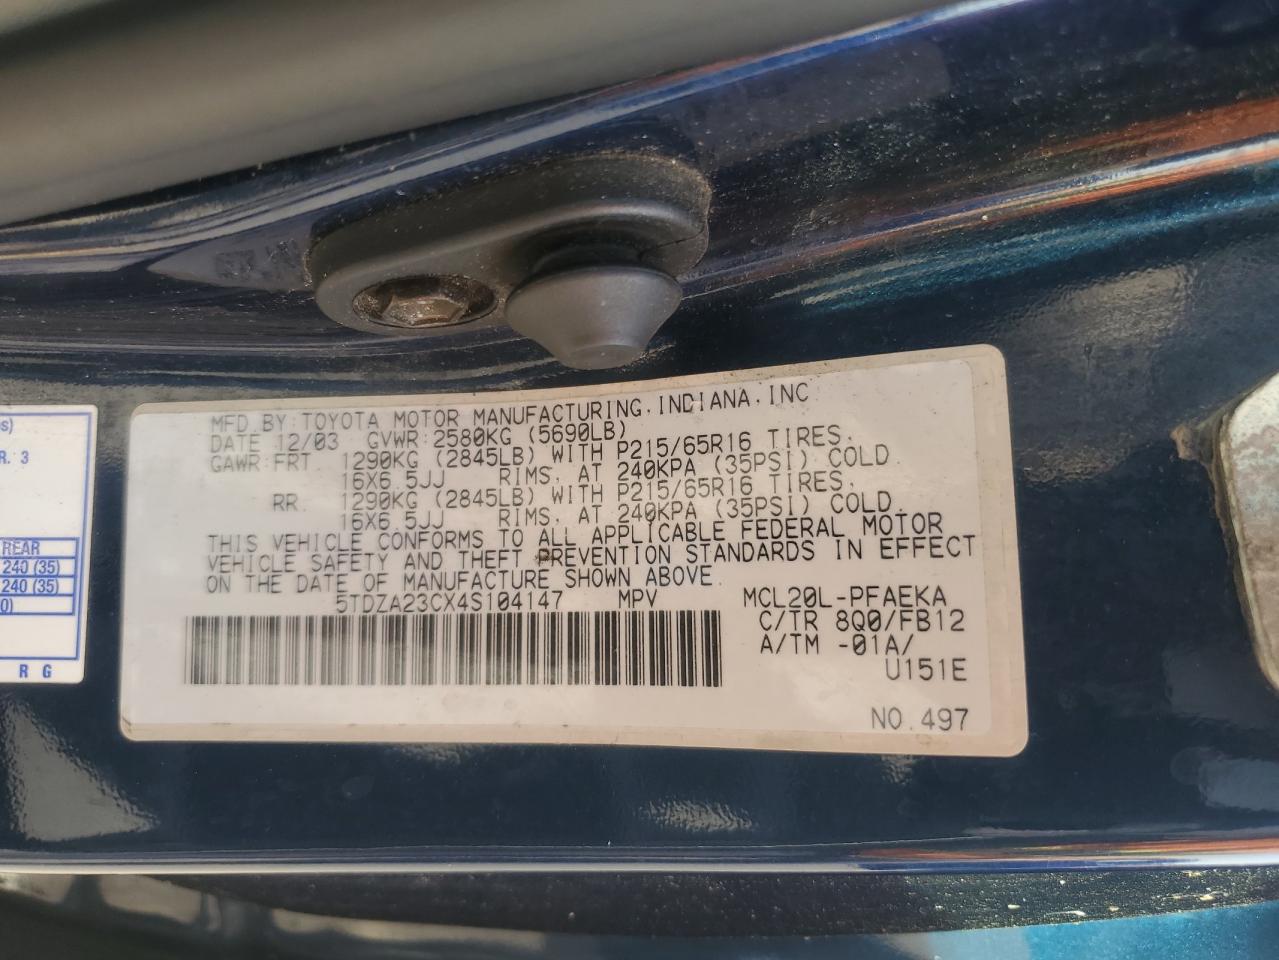 MFD.BY:TOYOTA MOTOR MANUFACTURING,INDIANA,INC
DATE 12/03 GVWR:2580KG (5690LB)
GAWR:FRT. 1290KG (2845LB) WITH P215/65R16 TIRES.
16X6.5JJ RIMS, AT 240KPA (35PSI) COLD
RR. 1290KG (2845LB) WITH P215/65R16 TIRES.
16X6.5JJ RIMS, AT 240KPA (35PSI) COLD.
THIS VEHICLE CONFORMS TO ALL APPLICABLE FEDERAL MOTOR
VEHICLE SAFETY AND THEFT PREVENTION STANDARDS IN EFFECT
ON THE DATE OF MANUFACTURE SHOWN ABOVE.
5TDZA23CX4S104147 MPV MCL20L-PFAEKA
C/TR 8Q0/FB12
A/TM -01A/
U151E
NO.497
R. 3
REAR
240 (35)
240 (35)
0)
R G